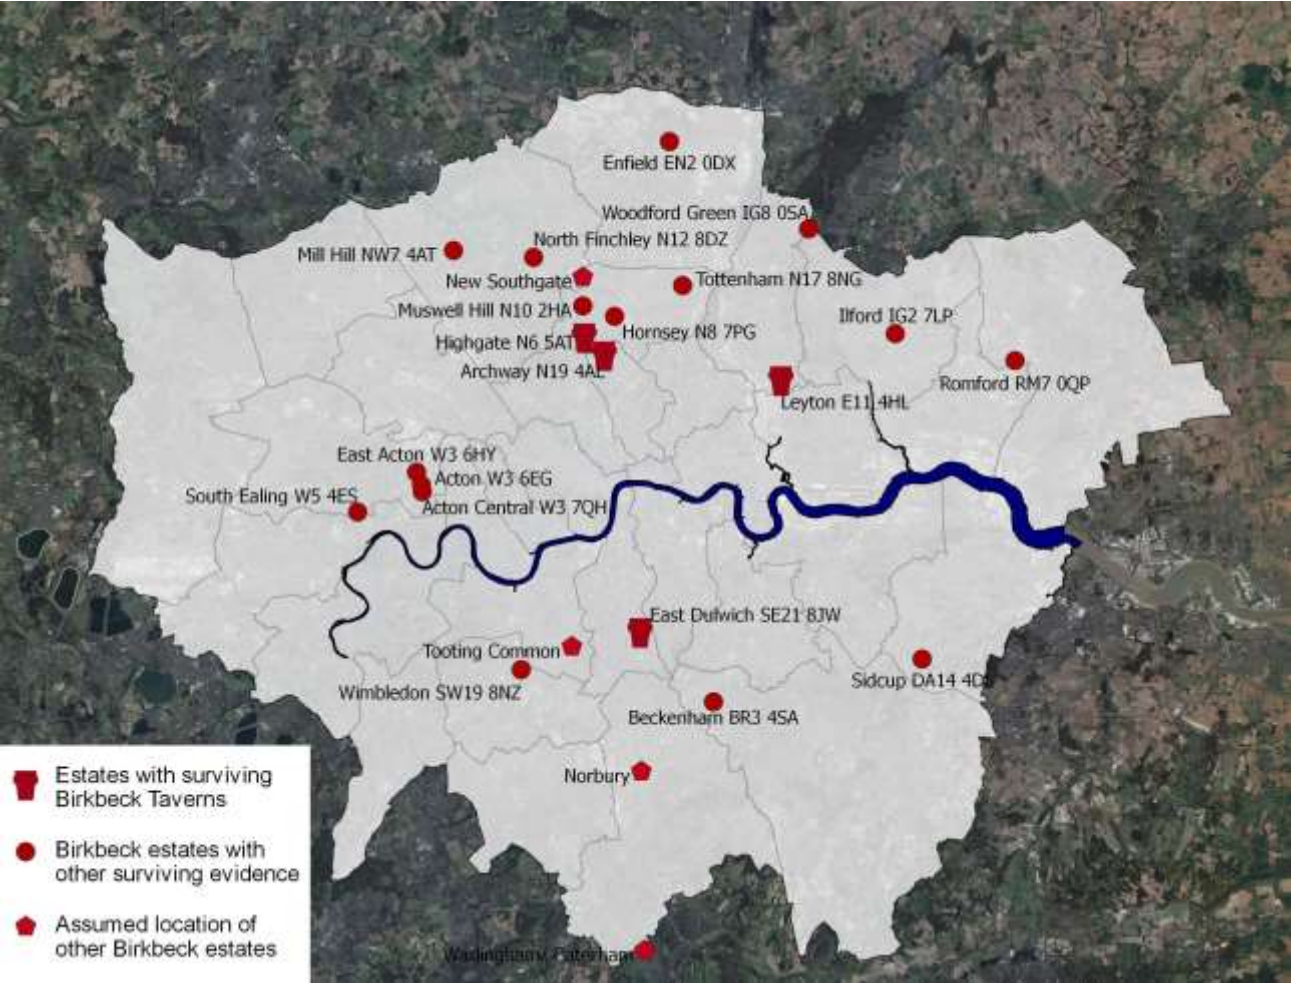 Enfield EN2 0DX
Woodford Green IG8 0SA
North Finchley N12 8DZ
Mill Hill NW7 4AT
New Southgate
Tottenham N17 8NG
Muswell Hill N10 2HA
Ilford IG2 7LP
Hornsey N8 7PG
Highgate N6 5AT
Archway N19 4AL
Romford RM7 0QP
Leyton E11 4HL
East Acton W3 6HY
Acton W3 6EG
South Ealing W5 4ES
Acton Central W3 7QH
East Dulwich SE21 8JW
Tooting Common
Sidcup DA14
Wimbledon SW19 8NZ
Beckenham BR3 4SA
Norbury
Estates with surviving
Birkbeck Taverns
Birkbeck estates with
other surviving evidence
Assumed location of
other Birkbeck estates
Warlingham/ Caterham